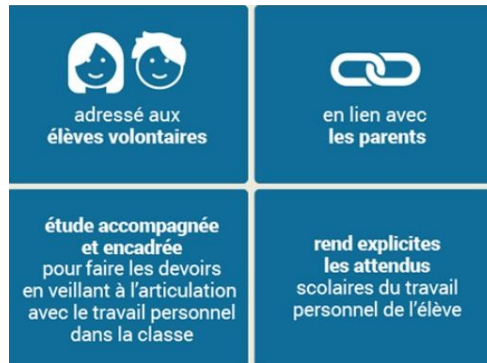 adressé aux
élèves volontaires
en lien avec
les parents
étude accompagnée
et encadrée
pour faire les devoirs
en veillant à l'articulation
avec le travail personnel
dans la classe
rend explicites
les attendus
scolaires du travail
personnel de l'élève